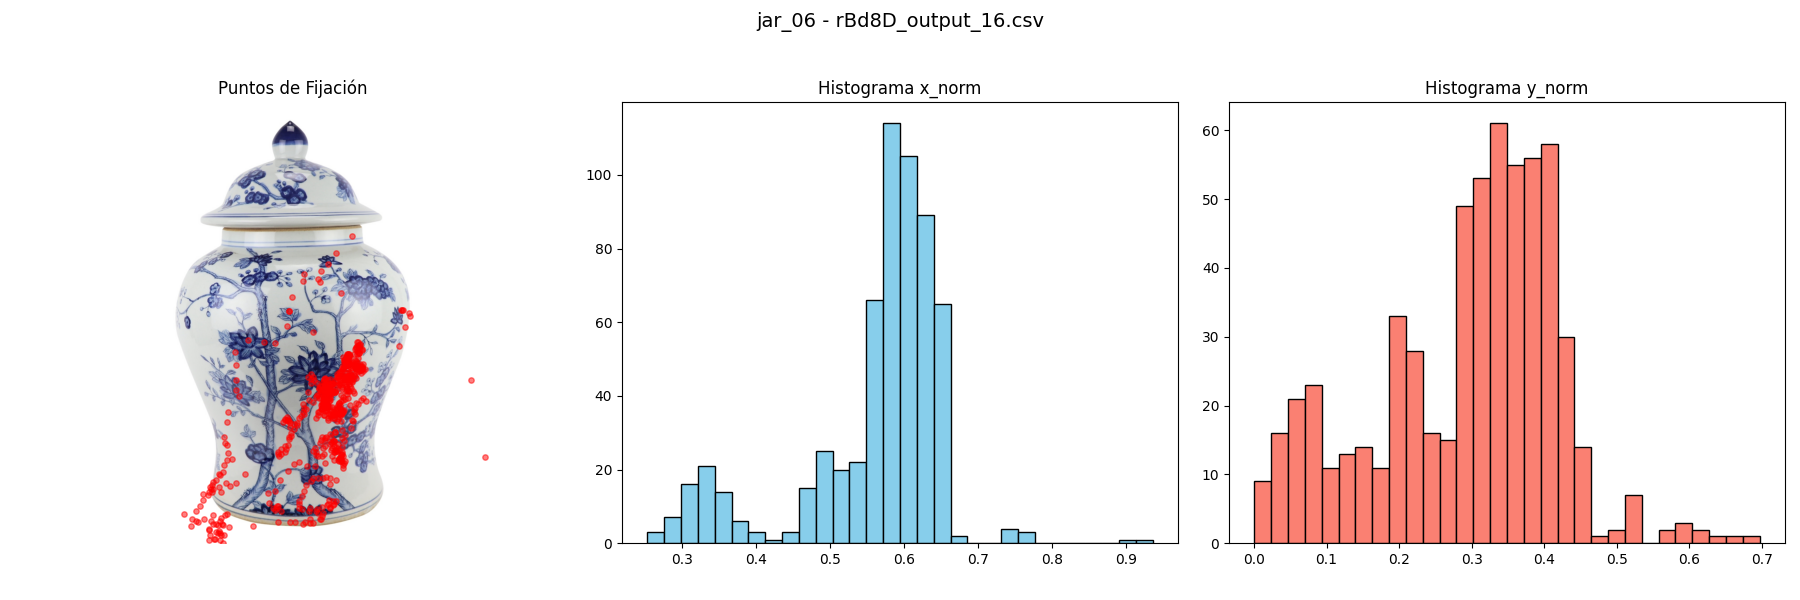 jar_06 - rBd8D_output_16.csv
Puntos de Fijación
Histograma x_norm
Histograma y_norm
100
80
60
40
20
0
0.3 0.4 0.5 0.6 0.7 0.8 0.9
60
50
40
30
20
10
0
0.0 0.1 0.2 0.3 0.4 0.5 0.6 0.7